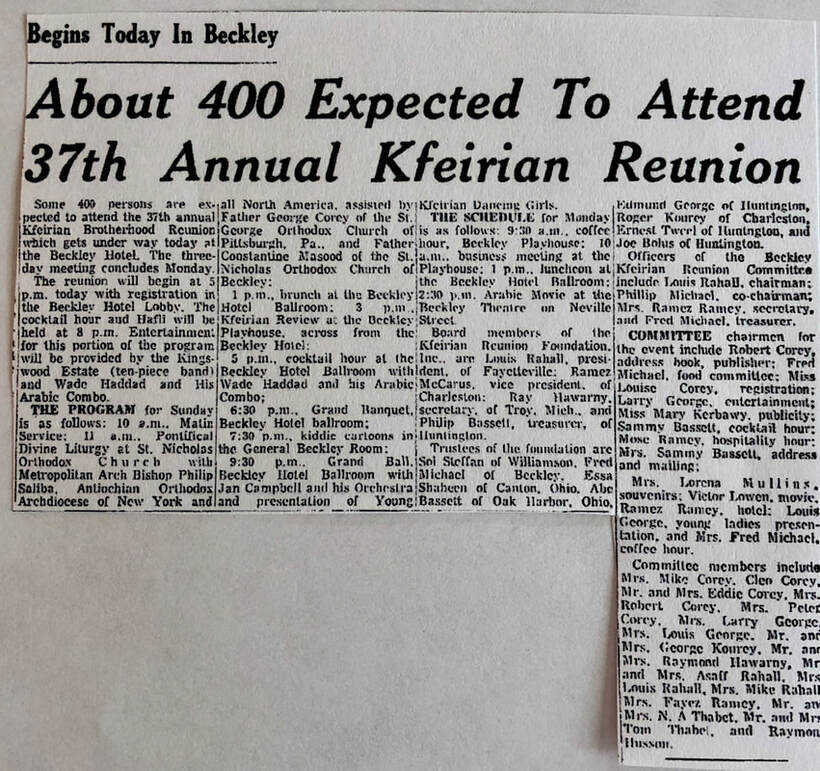 Begins Today In Beckley
About 400 Expected To Attend
37th Annual Kfeirian Reunion
Some 400 persons are ex-
pected to attend the 37th annual
Kfeirian Brotherhood Reunion
which gets under way today at
the Beckley Hotel. The three-
day meeting concludes Monday.
The reunion will begin at 5
p.m. today with registration in
the Beckley Hotel Lobby. The
cocktail hour and Hafli will be
held at 8 p.m. Entertainment
for this portion of the program
will be provided by the Kings-
wood Estate (ten-piece band)
and Wade Haddad and His
Arabic Combo.
THE PROGRAM for Sunday
is as follows: 10 a.m., Matin
Service; 11 a.m., Pontifical
Divine Liturgy at St. Nicholas
Orthodox Church with
Metropolitan Arch Bishop Philip
Saliba, Antiochian Orthodox
Archdiocese of New York and
all North America, assisted by
Father George Corey of the St.
George Orthodox Church of
Pittsburgh, Pa., and Father
Constantine Masood of the St.
Nicholas Orthodox Church of
Beckley;
1 p.m., brunch at the Beckley
Hotel Ballroom; 3 p.m.,
Kfeirian Review at the Beckley
Playhouse, across from the
Beckley Hotel;
5 p.m., cocktail hour at the
Beckley Hotel Ballroom with
Wade Haddad and his Arabic
Combo;
6:30 p.m., Grand Banquet,
Beckley Hotel ballroom;
7:30 p.m., kiddie cartoons in
the General Beckley Room;
9:30 p.m., Grand Ball,
Beckley Hotel Ballroom with
Jan Campbell and his Orchestra
and presentation of Young
Kfeirian Dancing Girls.
THE SCHEDULE for Monday
is as follows: 9:30 a.m., coffee
hour, Beckley Playhouse; 10
a.m., business meeting at the
Playhouse; 1 p.m., luncheon at
the Beckley Hotel Ballroom;
2:30 p.m. Arabic Movie at the
Beckley Theatre on Neville
Street.
Board members of the
Kfeirian Reunion Foundation,
Inc., are Louis Rahall, presi-
dent, of Fayetteville; Ramez
McCarus, vice president, of
Charleston; Ray Hawarny,
secretary, of Troy, Mich., and
Philip Bassett, treasurer, of
Huntington.
Trustees of the foundation are
Sol Steffan of Williamson, Fred
Michael of Beckley, Essa
Shaheen of Canton, Ohio, Abe
Bassett of Oak Harbor, Ohio,
Edmund George of Huntington,
Roger Kourey of Charleston,
Ernest Twerl of Huntington, and
Joe Bolus of Huntington.
Officers of the Beckley
Kfeirian Reunion Committee
include Louis Rahall, chairman;
Phillip Michael, co-chairman;
Mrs. Ramez Ramey, secretary,
and Fred Michael, treasurer.
COMMITTEE chairmen for
the event include Robert Corey,
address book, publisher; Fred
Michael, food committee; Miss
Louise Corey, registration;
Larry George, entertainment;
Miss Mary Kerbawy, publicity;
Sammy Bassett, cocktail hour;
Mose Ramey, hospitality hour;
Mrs. Sammy Bassett, address
and mailing;
Mrs. Lorena Mullins,
souvenirs; Victor Lowen, movie,
Ramez Ramey, hotel; Louis
George, young ladies presen-
tation, and Mrs. Fred Michael,
coffee hour.
Committee members include
Mrs. Mike Corey, Cleo Corey,
Mr. and Mrs. Eddie Corey, Mrs.
Robert Corey, Mrs. Peter
Corey, Mrs. Larry George,
Mrs. Louis George, Mr. and
Mrs. George Kourey, Mr. and
Mrs. Raymond Hawarny, Mr
and Mrs. Asaff Rahall, Mrs
Louis Rahall, Mrs. Mike Rahall
Mrs. Fayez Ramey, Mr. an
Mrs. N. A Thabet, Mr. and Mrs
Tom Thabet, and Raymon
Husson.